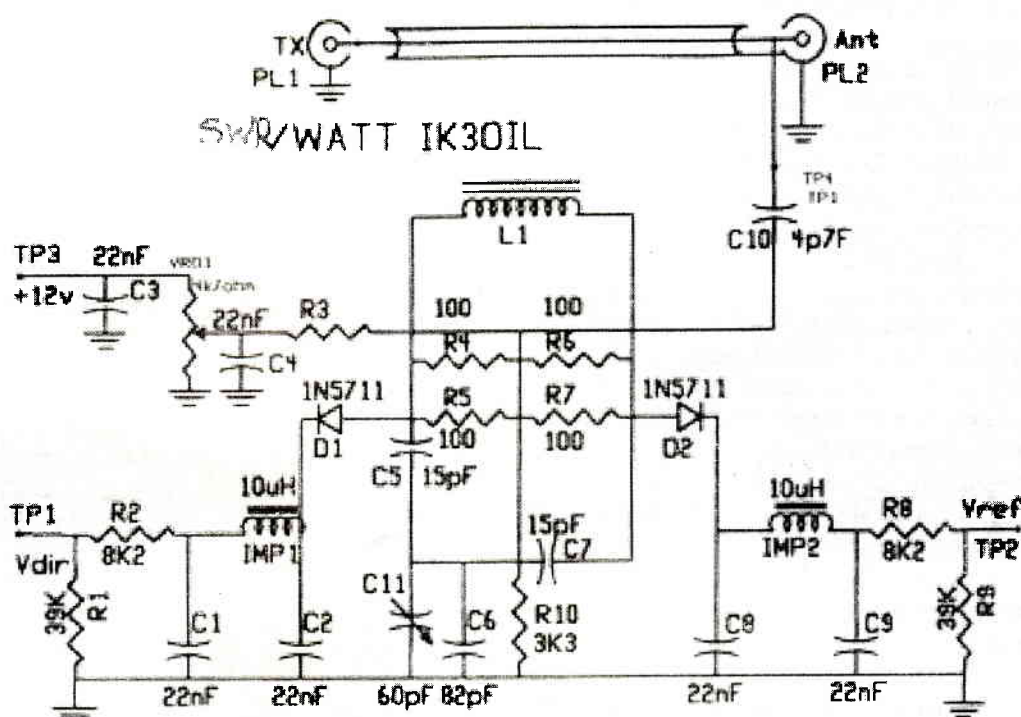 TX
Ant
PL1
PL2
SWR/WATT IK3OIL
TP4
TP1
L1
C10
4p7F
TP3
22nF
+12v
C3
100
100
R3
22nF
C4
R4
R6
1N5711
R5
R7
1N5711
D1
100
100
D2
C5
15pF
10uH
10uH
TP1
R2
15pF
R8
Vref
Vdir
8K2
IMP1
C7
IMP2
8K2
TP2
39K
R1
C11
R10
3K3
39K
R9
C1
C2
C6
C8
C9
22nF
22nF
60pF
82pF
22nF
22nF